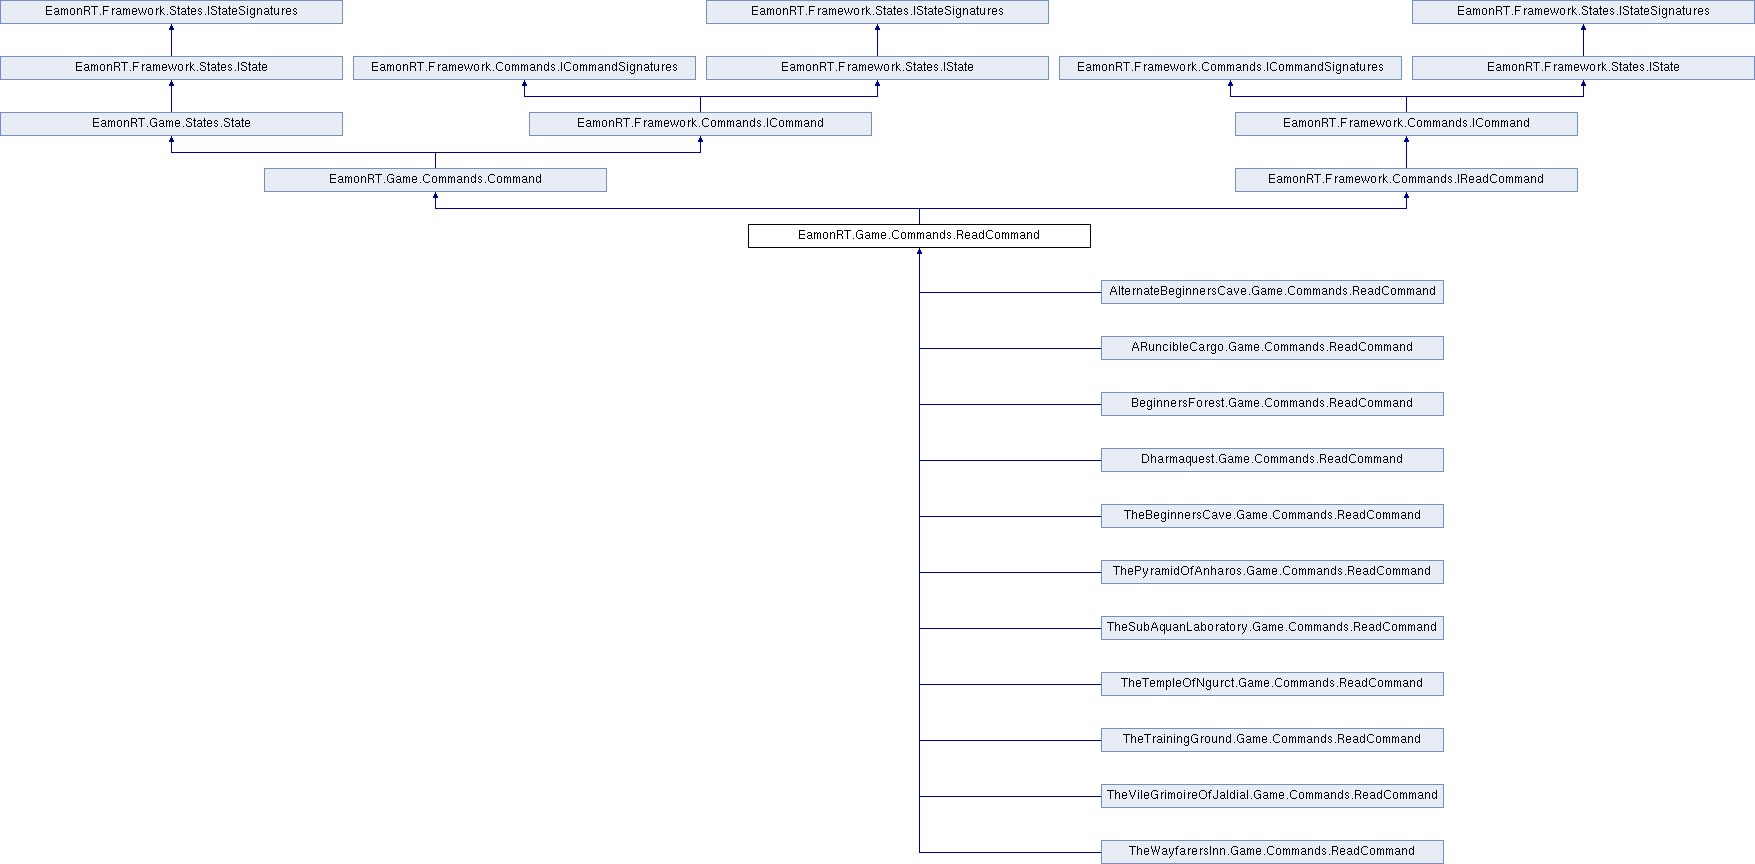 EamonRT.Framework.States.IStateSignatures
EamonRT.Framework.States.IStateSignatures
EamonRT.Framework.States.IStateSignatures
EamonRT.Framework.States.IState
EamonRT.Framework.Commands.ICommandSignatures
EamonRT.Framework.States.IState
EamonRT.Framework.Commands.ICommandSignatures
EamonRT.Framework.States.IState
EamonRT.Game.States.State
EamonRT.Framework.Commands.ICommand
EamonRT.Framework.Commands.ICommand
EamonRT.Game.Commands.Command
EamonRT.Framework.Commands.IReadCommand
EamonRT.Game.Commands.ReadCommand
AlternateBeginnersCave.Game.Commands.ReadCommand
ARuncibleCargo.Game.Commands.ReadCommand
BeginnersForest.Game.Commands.ReadCommand
Dharmaquest.Game.Commands.ReadCommand
TheBeginnersCave.Game.Commands.ReadCommand
ThePyramidOfAnharos.Game.Commands.ReadCommand
TheSubAquanLaboratory.Game.Commands.ReadCommand
TheTempleOfNgurct.Game.Commands.ReadCommand
TheTrainingGround.Game.Commands.ReadCommand
TheVileGrimoireOfJaldial.Game.Commands.ReadCommand
TheWayfarersInn.Game.Commands.ReadCommand